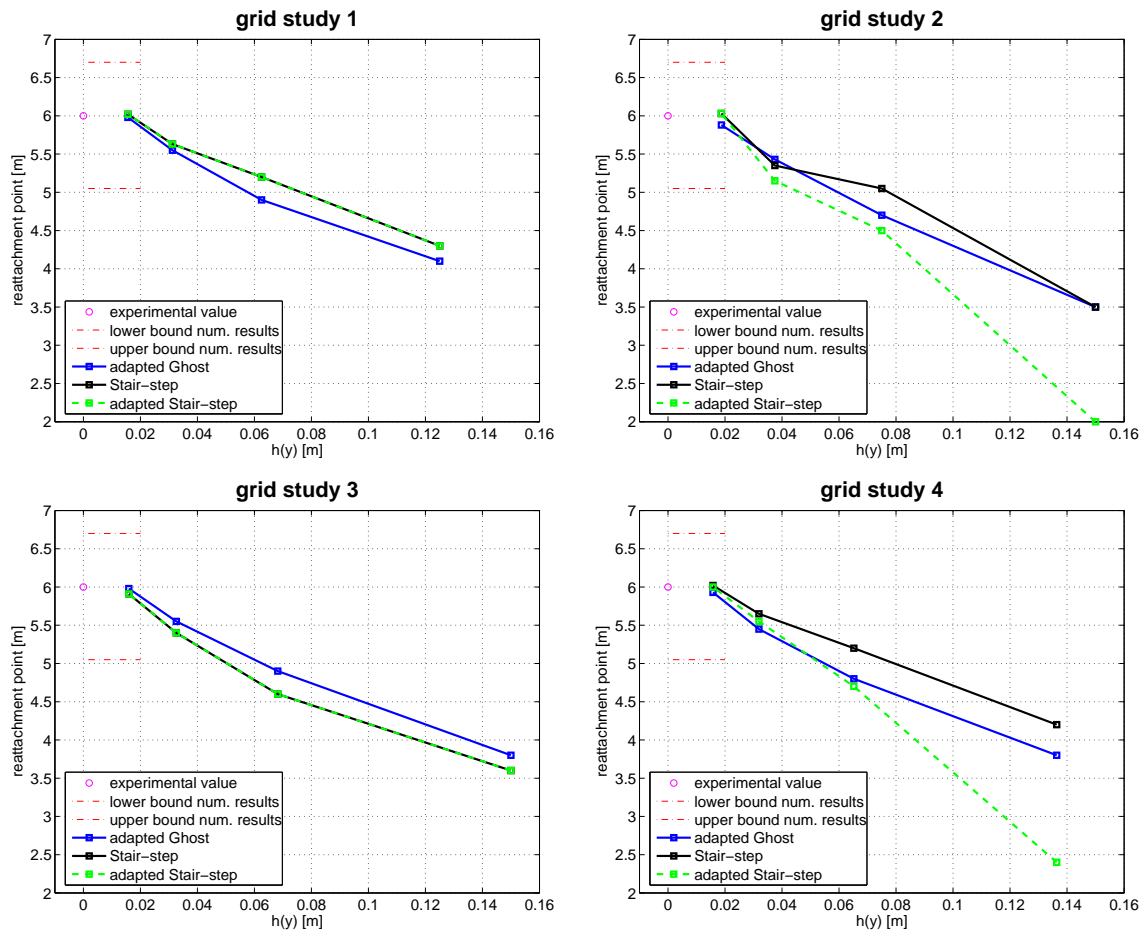 grid study 1
7
6.5
6
5.5
5
4.5
4
3.5
3
2.5
2
reattachment point [m]
experimental value
lower bound num. results
upper bound num. results
adapted Ghost
Stair−step
adapted Stair−step
0 0.02 0.04 0.06 0.08 0.1 0.12 0.14 0.16
h(y) [m]
grid study 2
7
6.5
6
5.5
5
4.5
4
3.5
3
2.5
2
reattachment point [m]
experimental value
lower bound num. results
upper bound num. results
adapted Ghost
Stair−step
adapted Stair−step
0 0.02 0.04 0.06 0.08 0.1 0.12 0.14 0.16
h(y) [m]
grid study 3
7
6.5
6
5.5
5
4.5
4
3.5
3
2.5
2
reattachment point [m]
experimental value
lower bound num. results
upper bound num. results
adapted Ghost
Stair−step
adapted Stair−step
0 0.02 0.04 0.06 0.08 0.1 0.12 0.14 0.16
h(y) [m]
grid study 4
7
6.5
6
5.5
5
4.5
4
3.5
3
2.5
2
reattachment point [m]
experimental value
lower bound num. results
upper bound num. results
adapted Ghost
Stair−step
adapted Stair−step
0 0.02 0.04 0.06 0.08 0.1 0.12 0.14 0.16
h(y) [m]